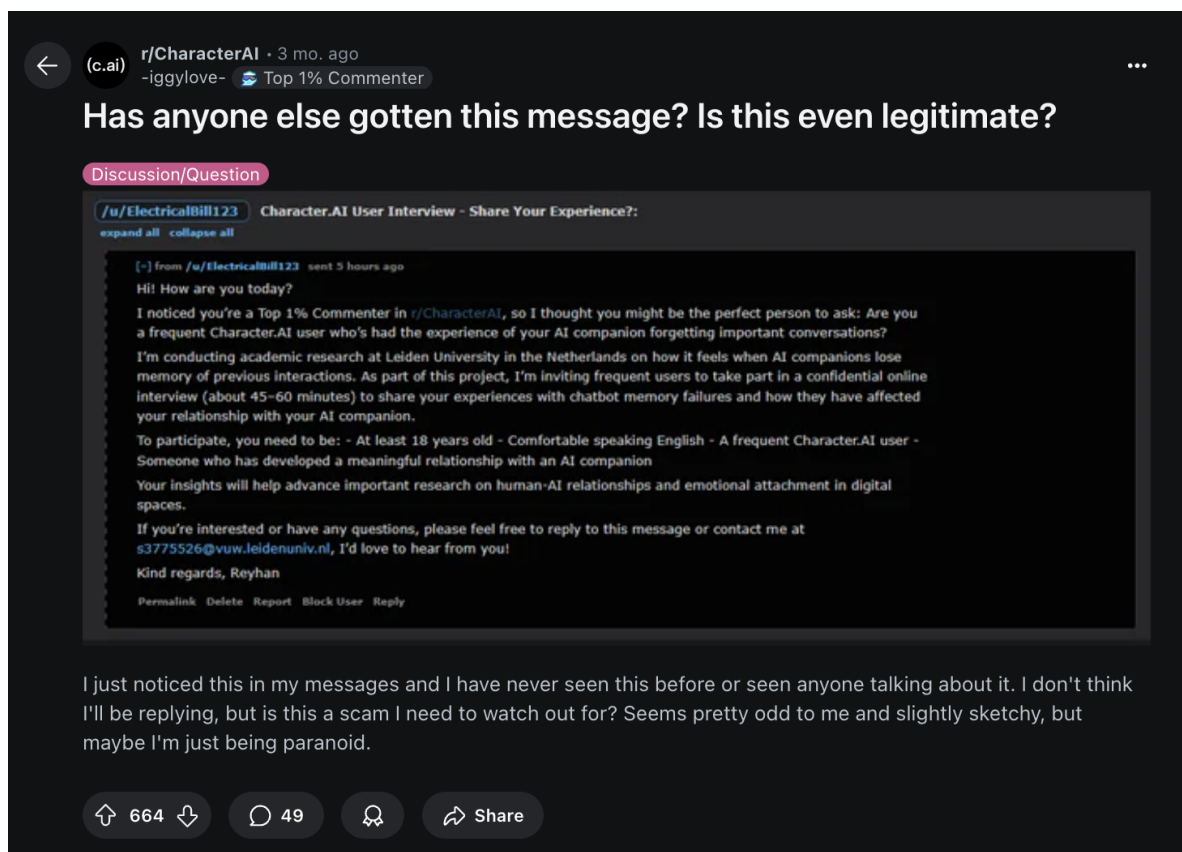 r/CharacterAI • 3 mo. ago
(c.ai)
-iggylove- Top 1% Commenter
Has anyone else gotten this message? Is this even legitimate?
Discussion/Question
/u/ElectricalBill123 Character.AI User Interview - Share Your Experience?:
expand all collapse all
[-] from /u/ElectricalBill123 sent 5 hours ago
Hi! How are you today?
I noticed you're a Top 1% Commenter in r/CharacterAI, so I thought you might be the perfect person to ask: Are you
a frequent Character.AI user who's had the experience of your AI companion forgetting important conversations?
I'm conducting academic research at Leiden University in the Netherlands on how it feels when AI companions lose
memory of previous interactions. As part of this project, I'm inviting frequent users to take part in a confidential online
interview (about 45-60 minutes) to share your experiences with chatbot memory failures and how they have affected
your relationship with your AI companion.
To participate, you need to be: - At least 18 years old - Comfortable speaking English - A frequent Character.AI user -
Someone who has developed a meaningful relationship with an AI companion
Your insights will help advance important research on human-AI relationships and emotional attachment in digital
spaces.
If you're interested or have any questions, please feel free to reply to this message or contact me at
s3775526@vuw.leidenuniv.nl, I'd love to hear from you!
Kind regards, Reyhan
Permalink Delete Report Block User Reply
I just noticed this in my messages and I have never seen this before or seen anyone talking about it. I don't think
I'll be replying, but is this a scam I need to watch out for? Seems pretty odd to me and slightly sketchy, but
maybe I'm just being paranoid.
664 49 Share